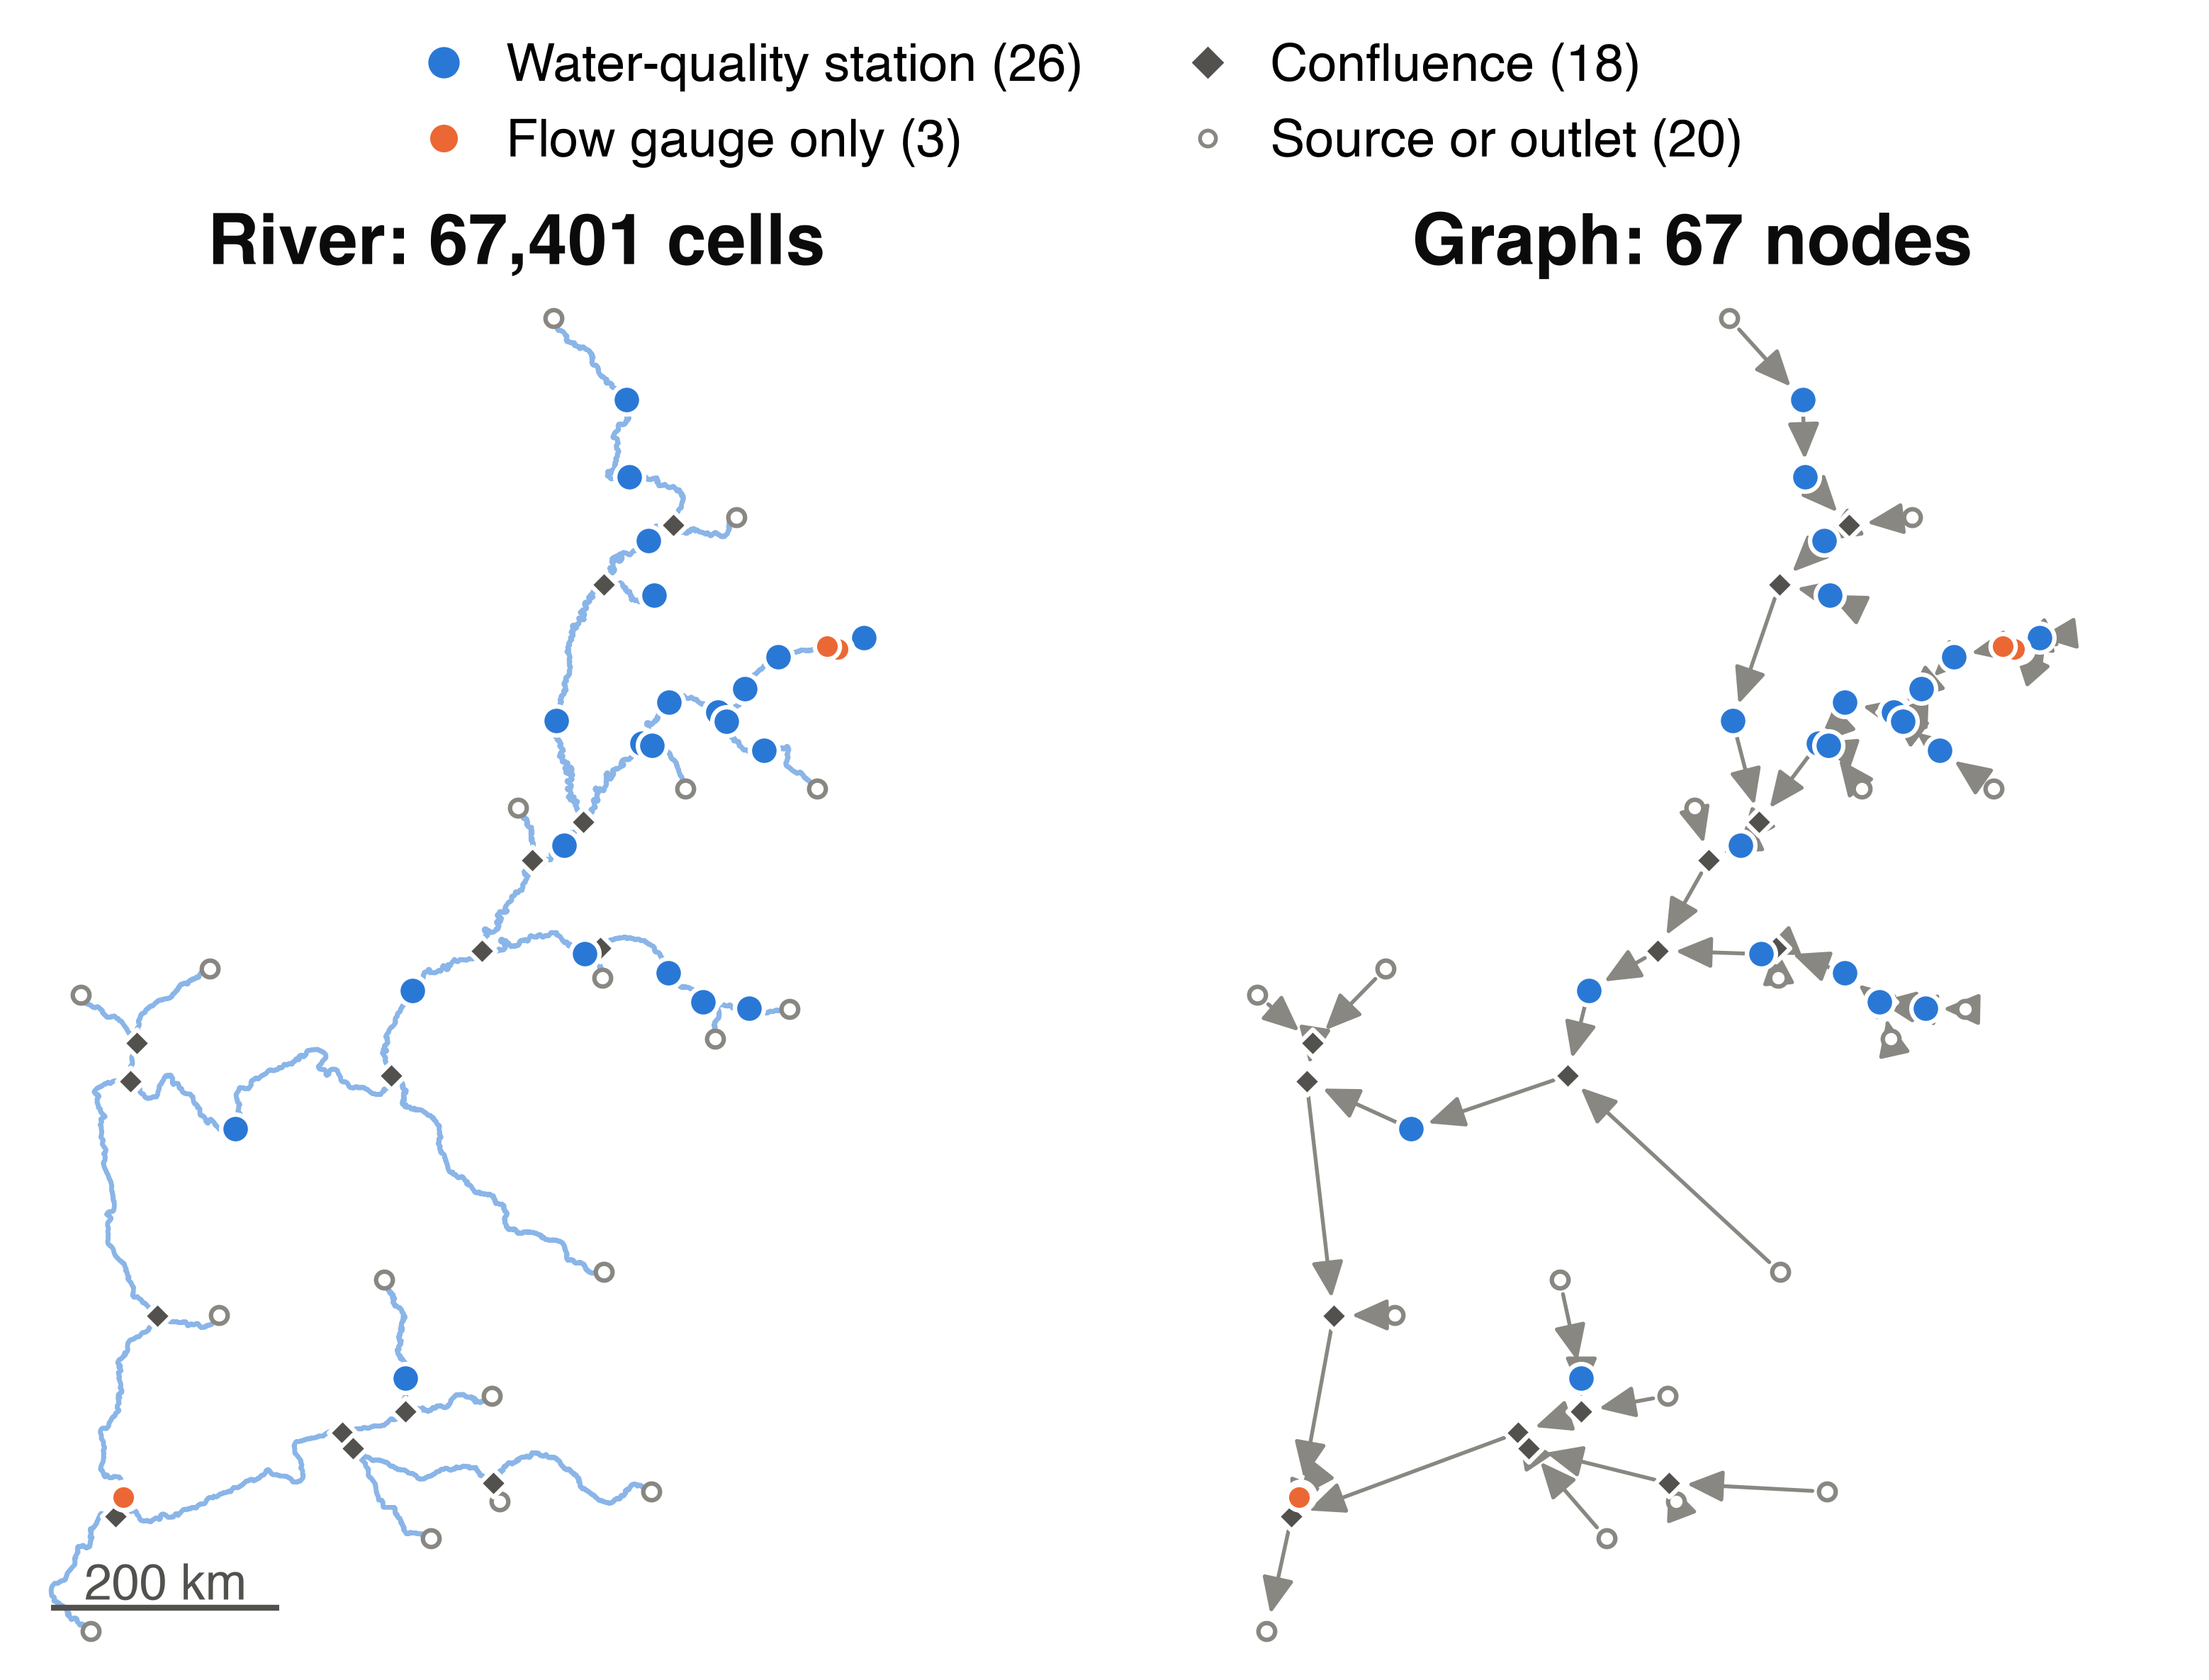 Water-quality station (26)
Flow gauge only (3)
Confluence (18)
Source or outlet (20)
River: 67,401 cells
Graph: 67 nodes
200 km